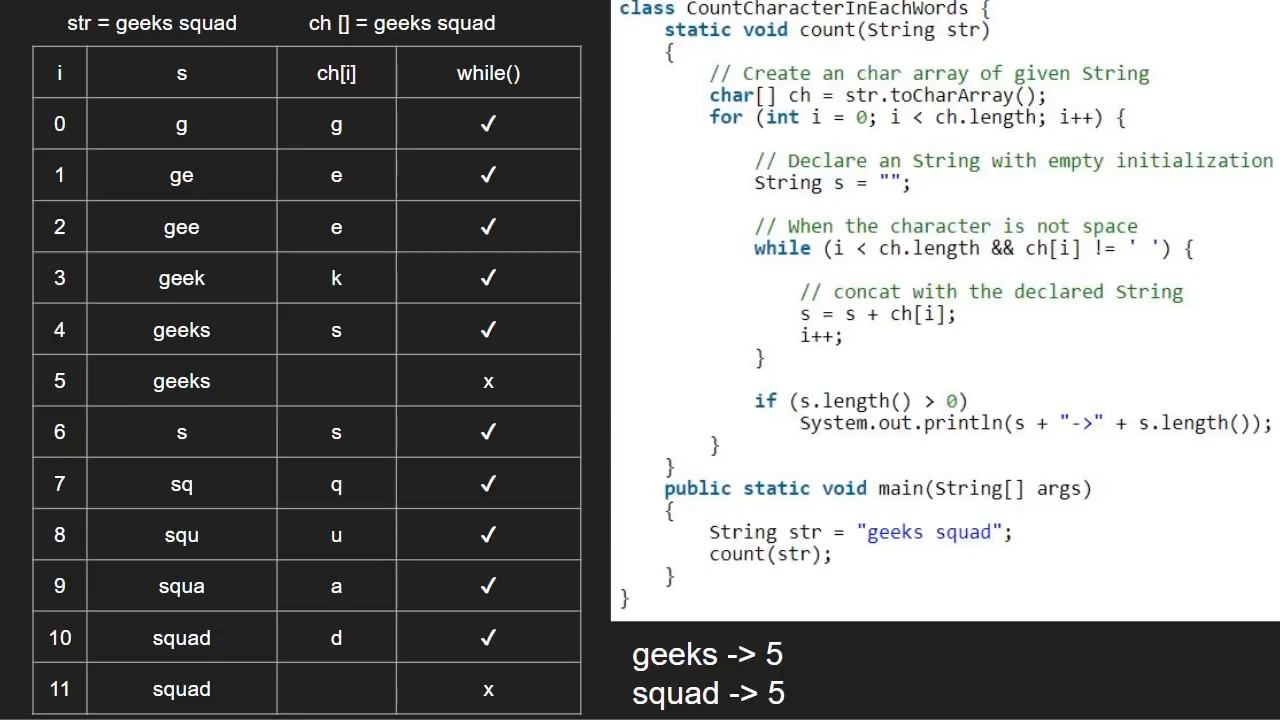 str = geeks squad ch [] = geeks squad
i s ch[i] while()
0 g g ✓
1 ge e ✓
2 gee e ✓
3 geek k ✓
4 geeks s ✓
5 geeks x
6 s s ✓
7 sq q ✓
8 squ u ✓
9 squa a ✓
10 squad d ✓
11 squad x
class CountCharacterInEachWords {
static void count(String str)
{
// Create an char array of given String
char[] ch = str.toCharArray();
for (int i = 0; i < ch.length; i++) {
// Declare an String with empty initialization
String s = "";
// When the character is not space
while (i < ch.length && ch[i] != ' ') {
// concat with the declared String
s = s + ch[i];
i++;
}
if (s.length() > 0)
System.out.println(s + "->" + s.length());
}
}
public static void main(String[] args)
{
String str = "geeks squad";
count(str);
}
}
geeks -> 5
squad -> 5